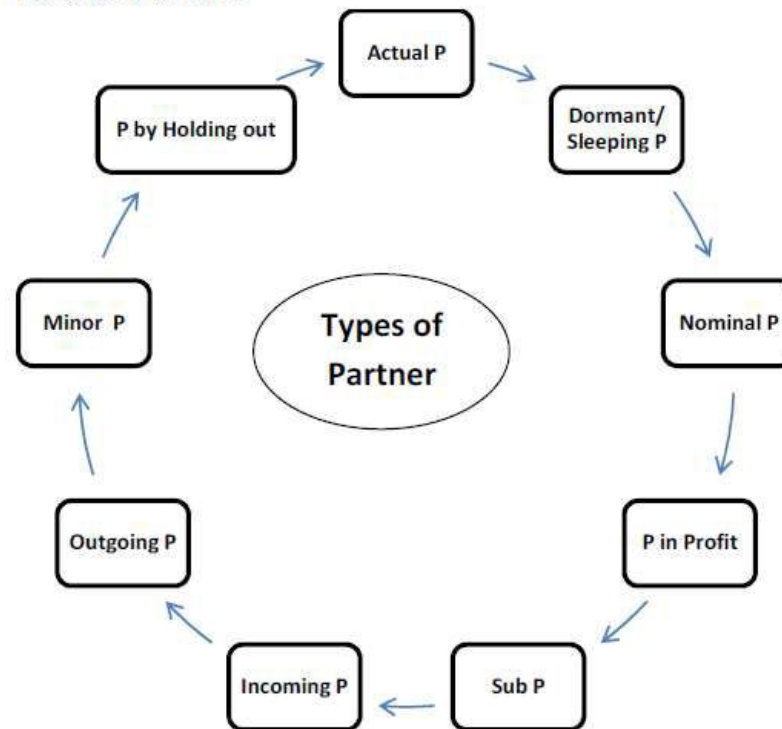 Actual P
Dormant/
Sleeping P
Nominal P
P in Profit
Sub P
Incoming P
Outgoing P
Minor P
P by Holding out
Types of
Partner